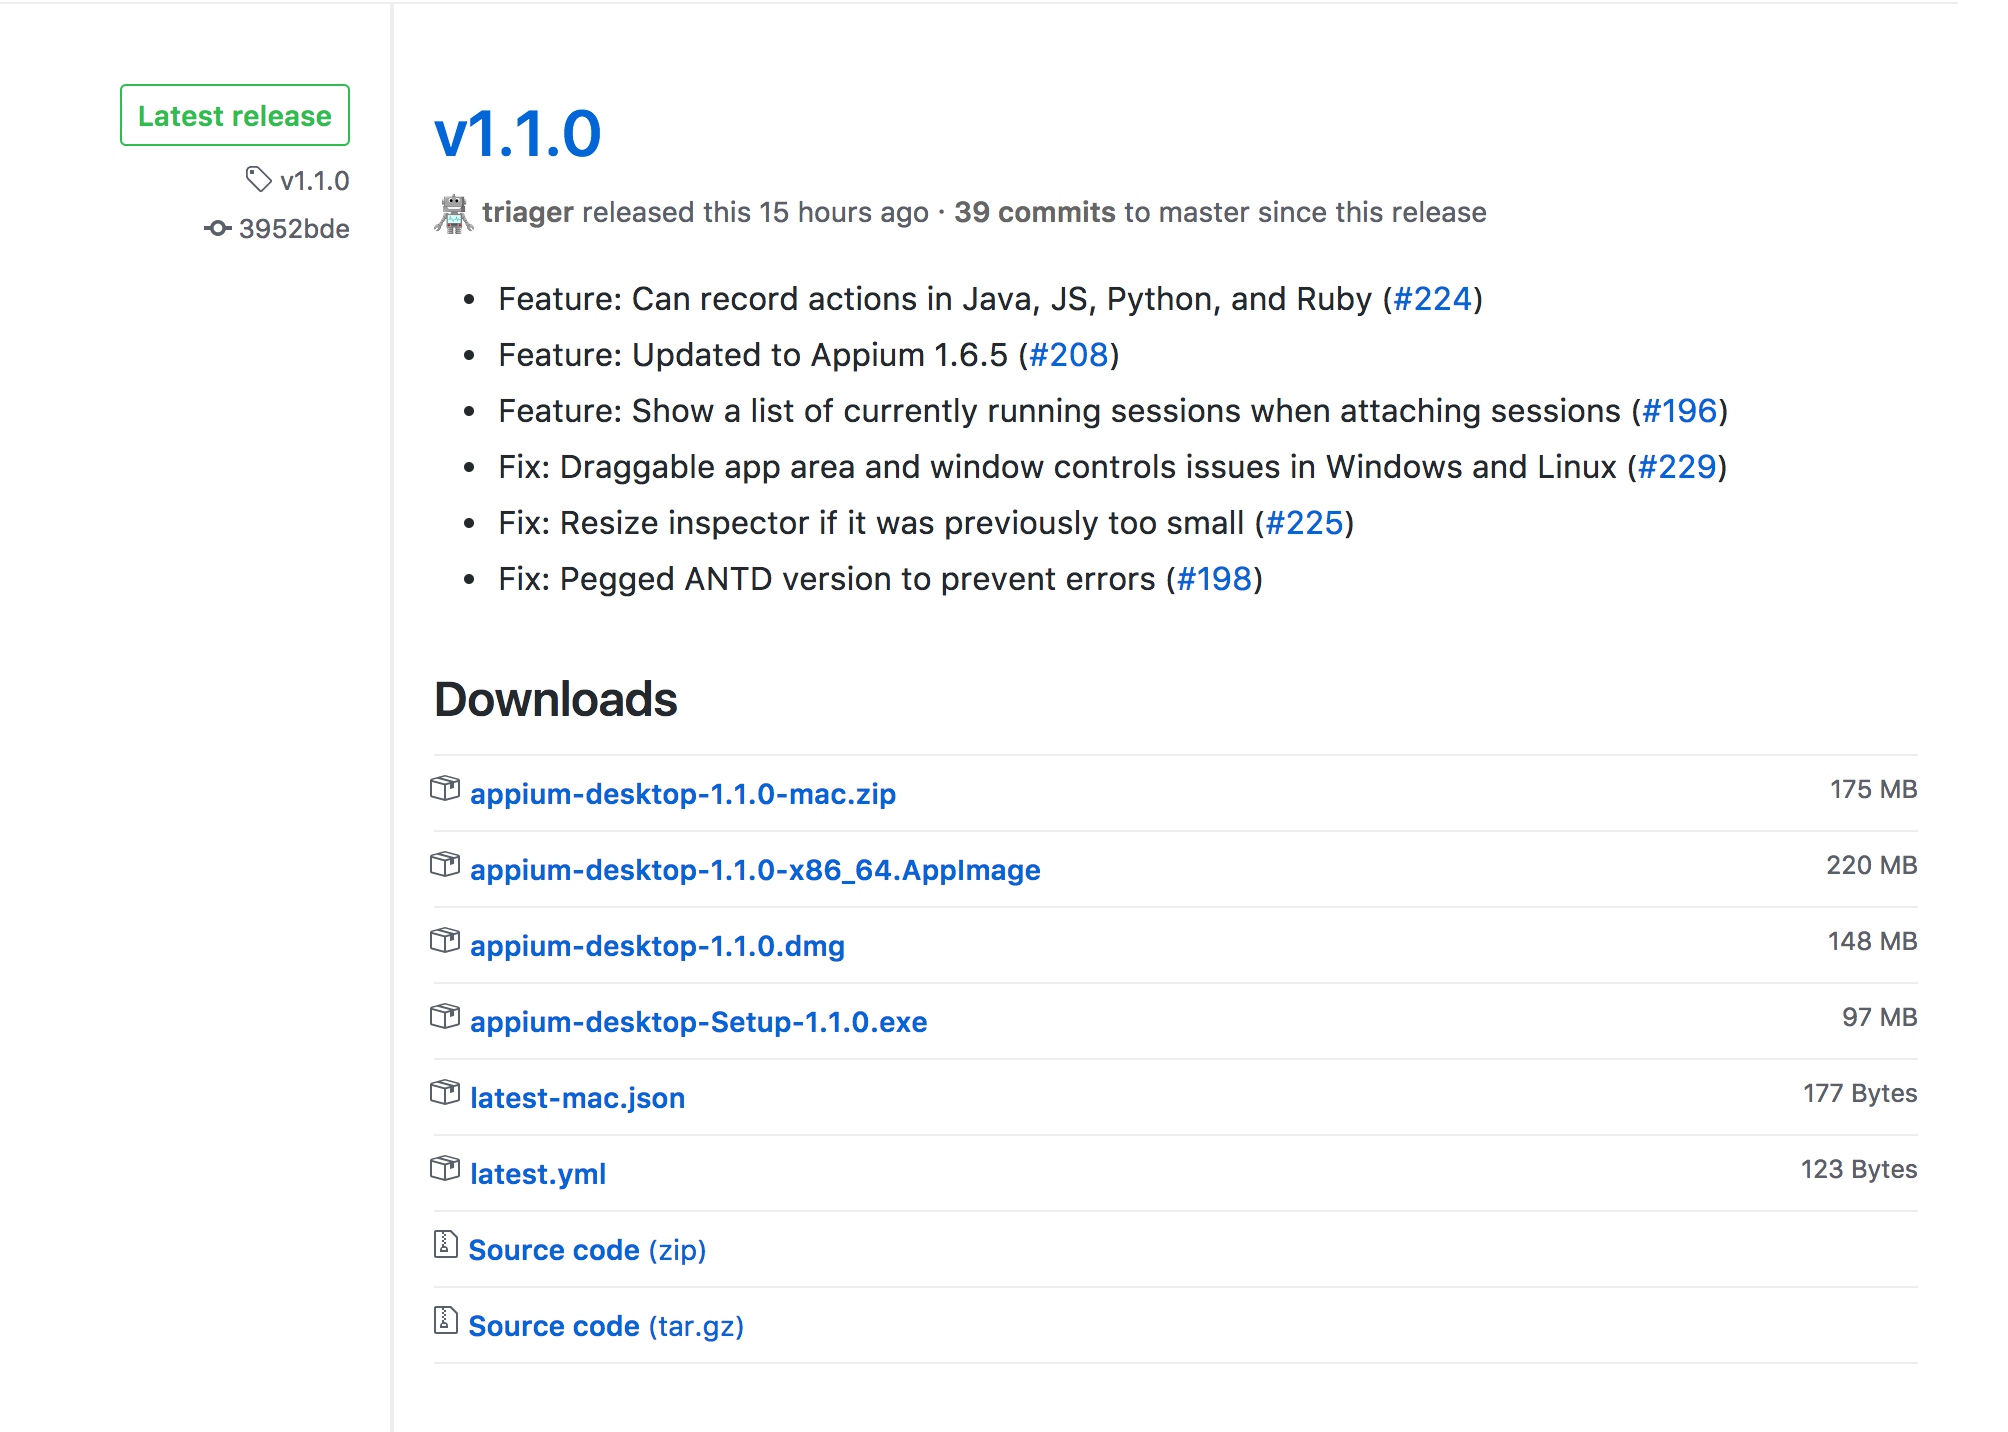 Latest release
v1.1.0
3952bde
v1.1.0
triager released this 15 hours ago · 39 commits to master since this release
• Feature: Can record actions in Java, JS, Python, and Ruby (#224)
• Feature: Updated to Appium 1.6.5 (#208)
• Feature: Show a list of currently running sessions when attaching sessions (#196)
• Fix: Draggable app area and window controls issues in Windows and Linux (#229)
• Fix: Resize inspector if it was previously too small (#225)
• Fix: Pegged ANTD version to prevent errors (#198)
Downloads
appium-desktop-1.1.0-mac.zip 175 MB
appium-desktop-1.1.0-x86_64.AppImage 220 MB
appium-desktop-1.1.0.dmg 148 MB
appium-desktop-Setup-1.1.0.exe 97 MB
latest-mac.json 177 Bytes
latest.yml 123 Bytes
Source code (zip)
Source code (tar.gz)